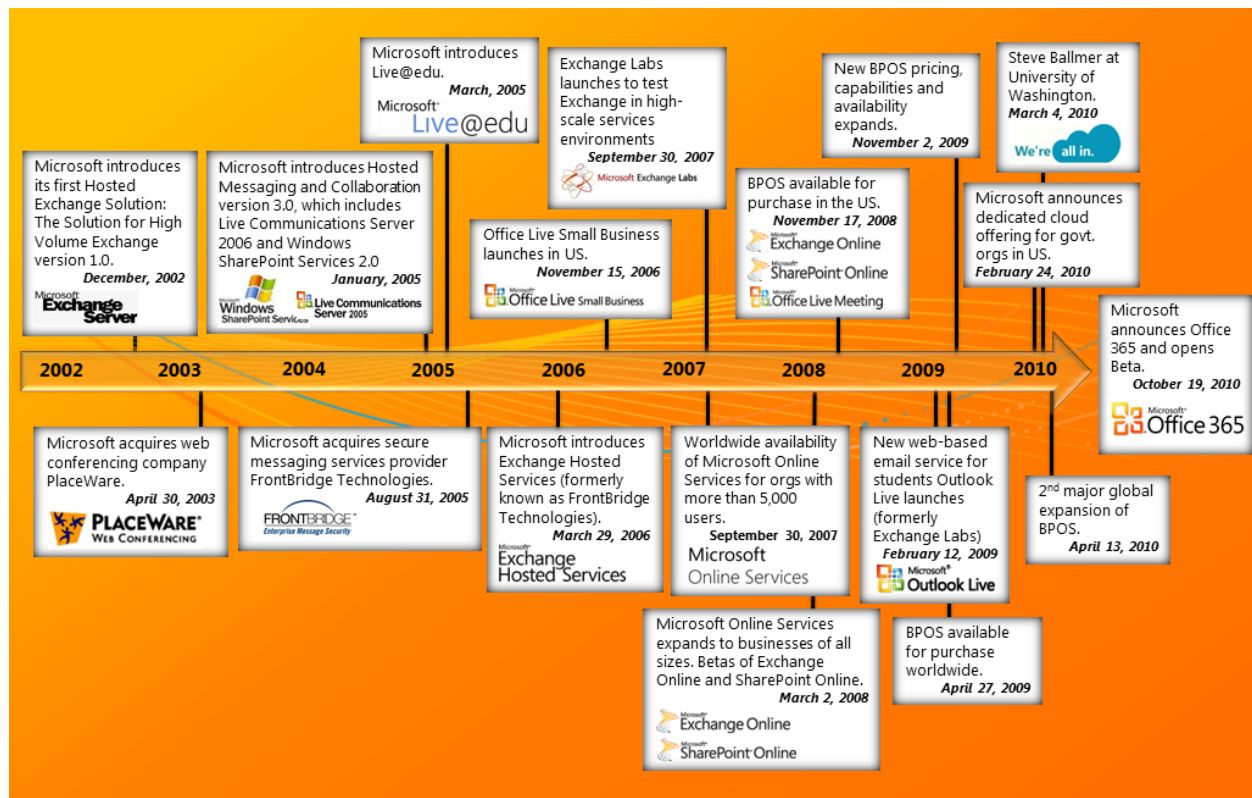 Microsoft introduces
Live@edu.
March, 2005
Microsoft®
Live@edu
Exchange Labs
launches to test
Exchange in high-
scale services
environments
September 30, 2007
Microsoft Exchange Labs
New BPOS pricing,
capabilities and
availability
expands.
November 2, 2009
Steve Ballmer at
University of
Washington.
March 4, 2010
We're all in.
Microsoft introduces
its first Hosted
Exchange Solution:
The Solution for High
Volume Exchange
version 1.0.
December, 2002
Microsoft
Exchange
Server
Microsoft introduces Hosted
Messaging and Collaboration
version 3.0, which includes
Live Communications Server
2006 and Windows
SharePoint Services 2.0
January, 2005
Microsoft
Windows
SharePoint Services
Microsoft
Live Communications
Server 2005
Office Live Small Business
launches in US.
November 15, 2006
Microsoft
Office Live Small Business
BPOS available for
purchase in the US.
November 17, 2008
Microsoft
Exchange Online
Microsoft
SharePoint Online
Microsoft
Office Live Meeting
Microsoft announces
dedicated cloud
offering for govt.
orgs in US.
February 24, 2010
Microsoft
announces Office
365 and opens
Beta.
October 19, 2010
Microsoft®
Office 365
2002 2003 2004 2005 2006 2007 2008 2009 2010
Microsoft acquires web
conferencing company
PlaceWare.
April 30, 2003
PLACEWARE®
WEB CONFERENCING
Microsoft acquires secure
messaging services provider
FrontBridge Technologies.
August 31, 2005
FRONTBRIDGE™
Enterprise Message Security
Microsoft introduces
Exchange Hosted
Services (formerly
known as FrontBridge
Technologies).
March 29, 2006
Microsoft
Exchange
Hosted Services
Worldwide availability
of Microsoft Online
Services for orgs with
more than 5,000
users.
September 30, 2007
Microsoft
Online Services
New web-based
email service for
students Outlook
Live launches
(formerly
Exchange Labs)
February 12, 2009
Microsoft®
Outlook Live
2nd major global
expansion of
BPOS.
April 13, 2010
Microsoft Online Services
expands to businesses of all
sizes. Betas of Exchange
Online and SharePoint Online.
March 2, 2008
Microsoft
Exchange Online
Microsoft
SharePoint Online
BPOS available
for purchase
worldwide.
April 27, 2009